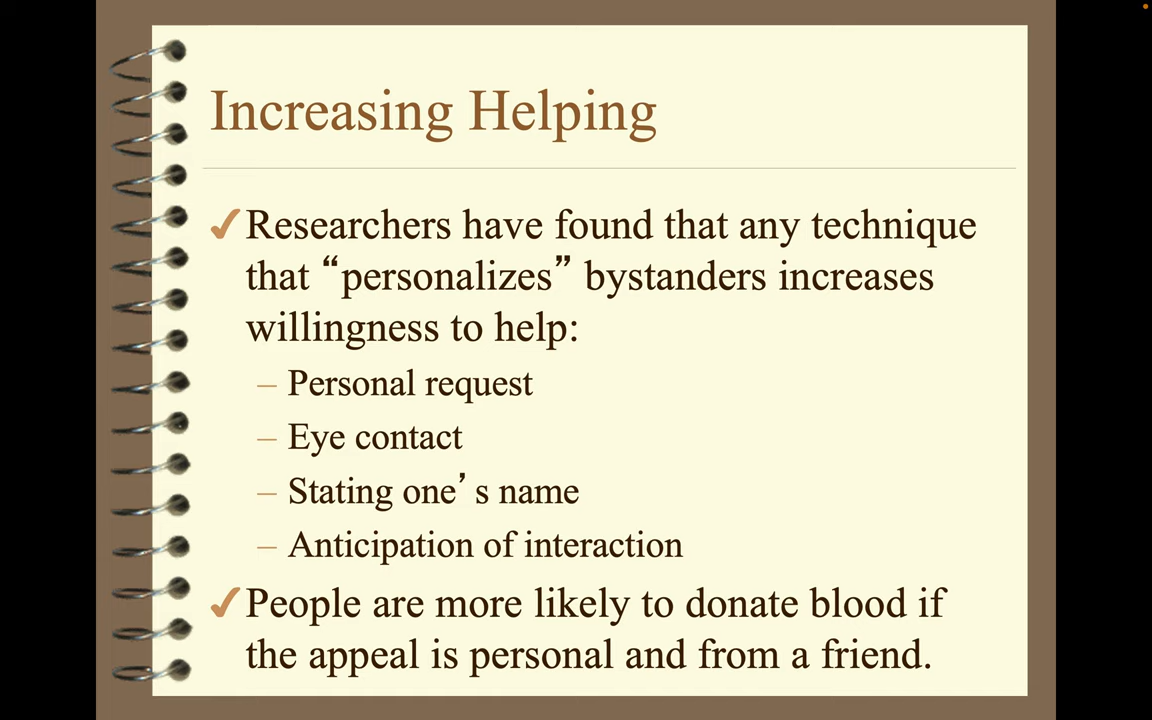 Increasing Helping
✓Researchers have found that any technique
that “personalizes” bystanders increases
willingness to help:
– Personal request
– Eye contact
– Stating one’s name
– Anticipation of interaction
✓People are more likely to donate blood if
the appeal is personal and from a friend.